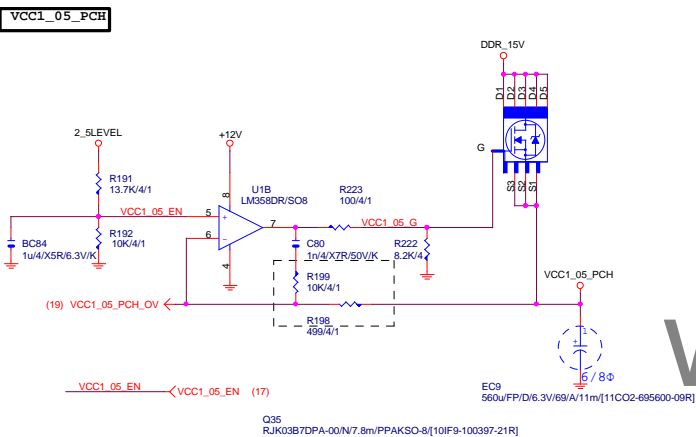 VCC1_05_PCH
DDR_15V
D1
D2
D3
D4
D5
G
S3
S2
S1
2_5LEVEL
+12V
R191
13.7K/4/1
VCC1_05_EN
BC84
1u/4/X5R/6.3V/K
R192
10K/4/1
8
U1B
LM358DR/SO8
5
+
6
-
7
4
R223
100/4/1
VCC1_05_G
C80
1n/4/X7R/50V/K
R222
8.2K/4
R199
10K/4/1
R198
499/4/1
(19) VCC1_05_PCH_OV
VCC1_05_PCH
1
+
6/8Φ
EC9
560u/FP/D/6.3V/69/A/11m/[11CO2-695600-09R]
VCC1_05_EN
VCC1_05_EN (17)
Q35
RJK03B7DPA-00/N/7.8m/PPAKSO-8/[10IF9-100397-21R]